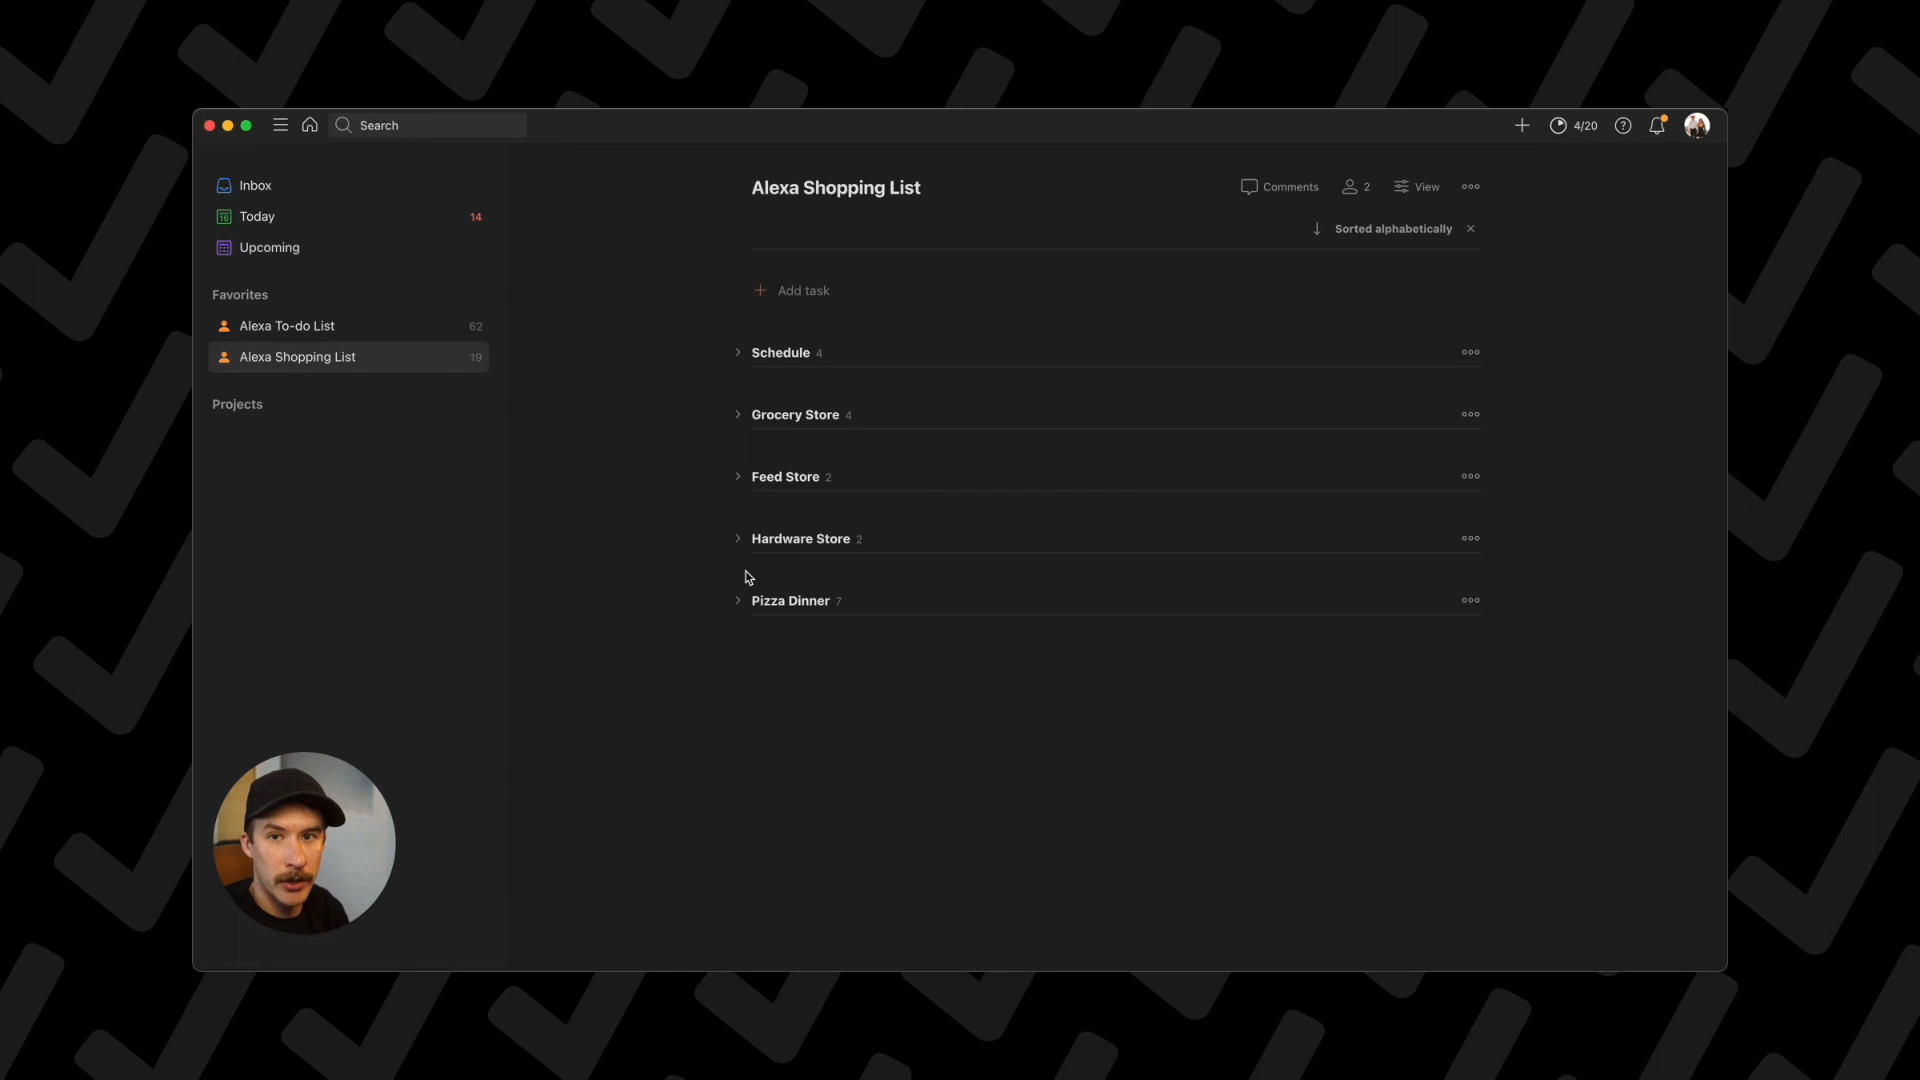 Search
4/20
Inbox
16 Today 14
Upcoming
Favorites
Alexa To-do List 62
Alexa Shopping List 19
Projects
Alexa Shopping List
Comments 2 View
Sorted alphabetically
Add task
Schedule 4
Grocery Store 4
Feed Store 2
Hardware Store 2
Pizza Dinner 7